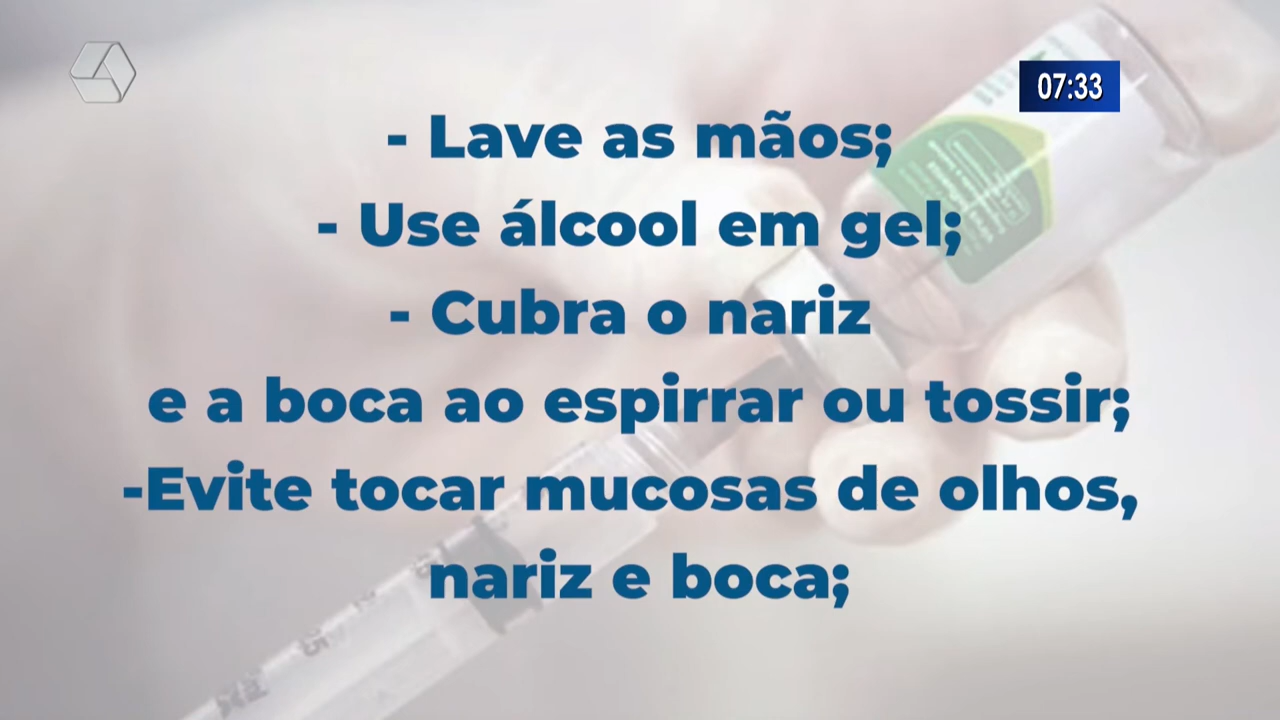 07:33
- Lave as mãos;
- Use álcool em gel;
- Cubra o nariz
e a boca ao espirrar ou tossir;
-Evite tocar mucosas de olhos,
nariz e boca;